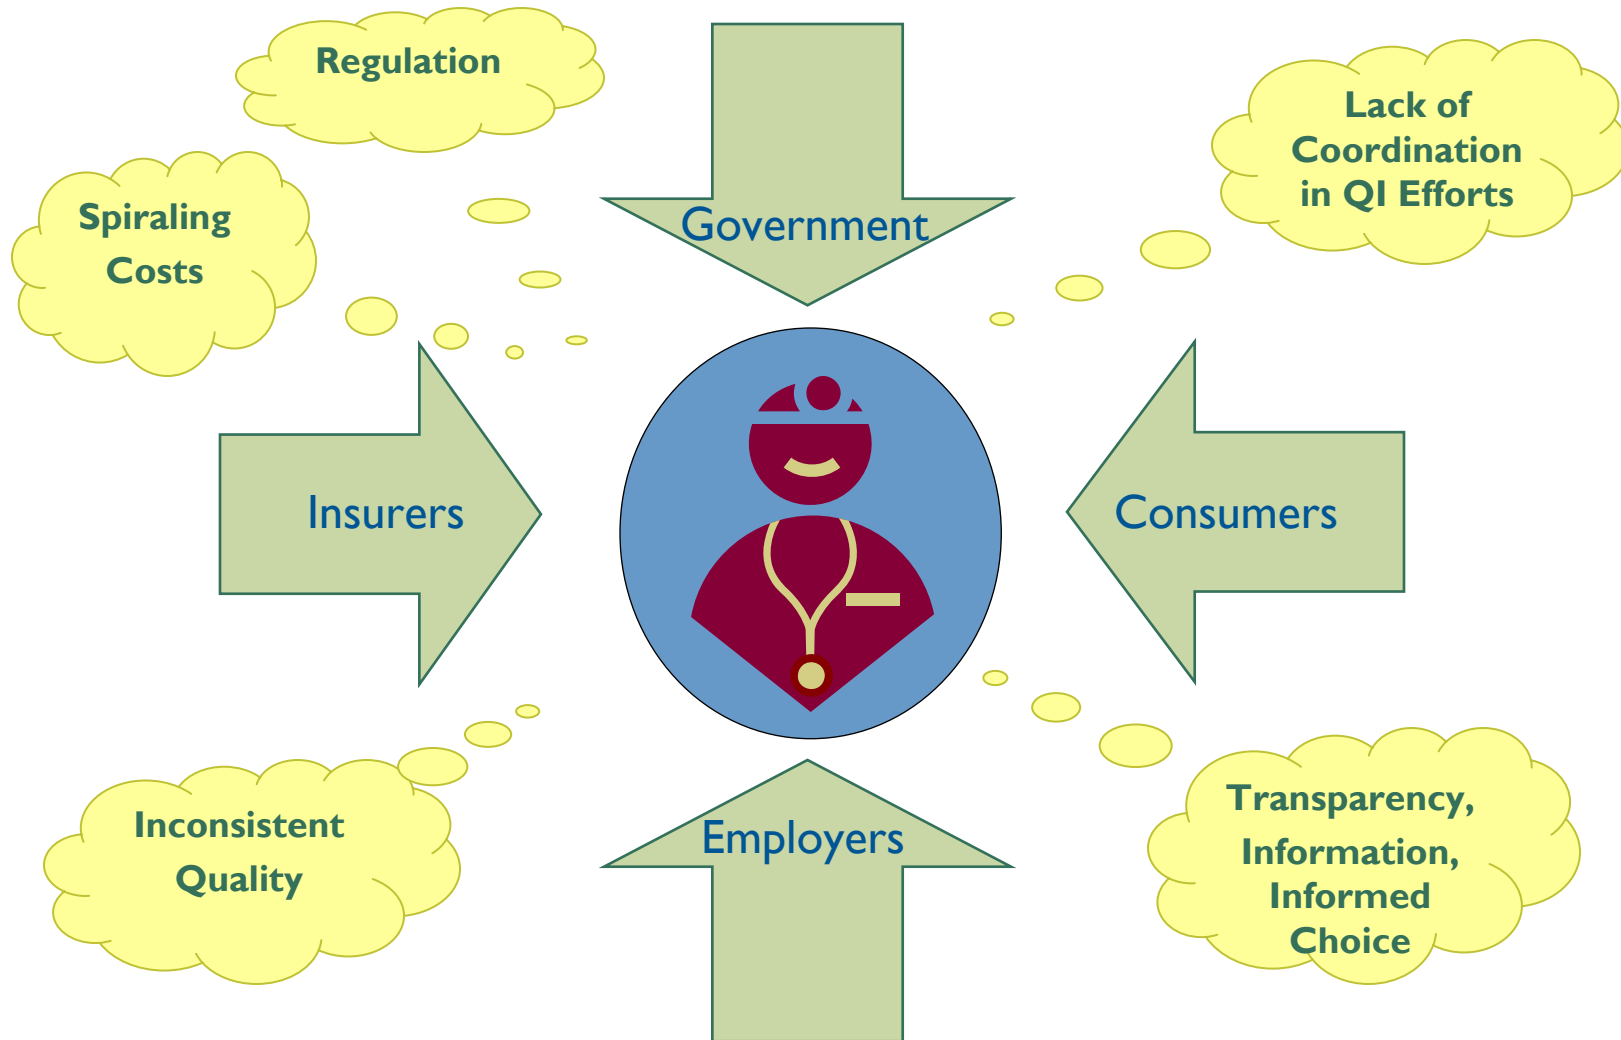 Regulation
Lack of
Coordination
in QI Efforts
Spiraling
Costs
Government
Insurers
Consumers
Inconsistent
Quality
Employers
Transparency,
Information,
Informed
Choice